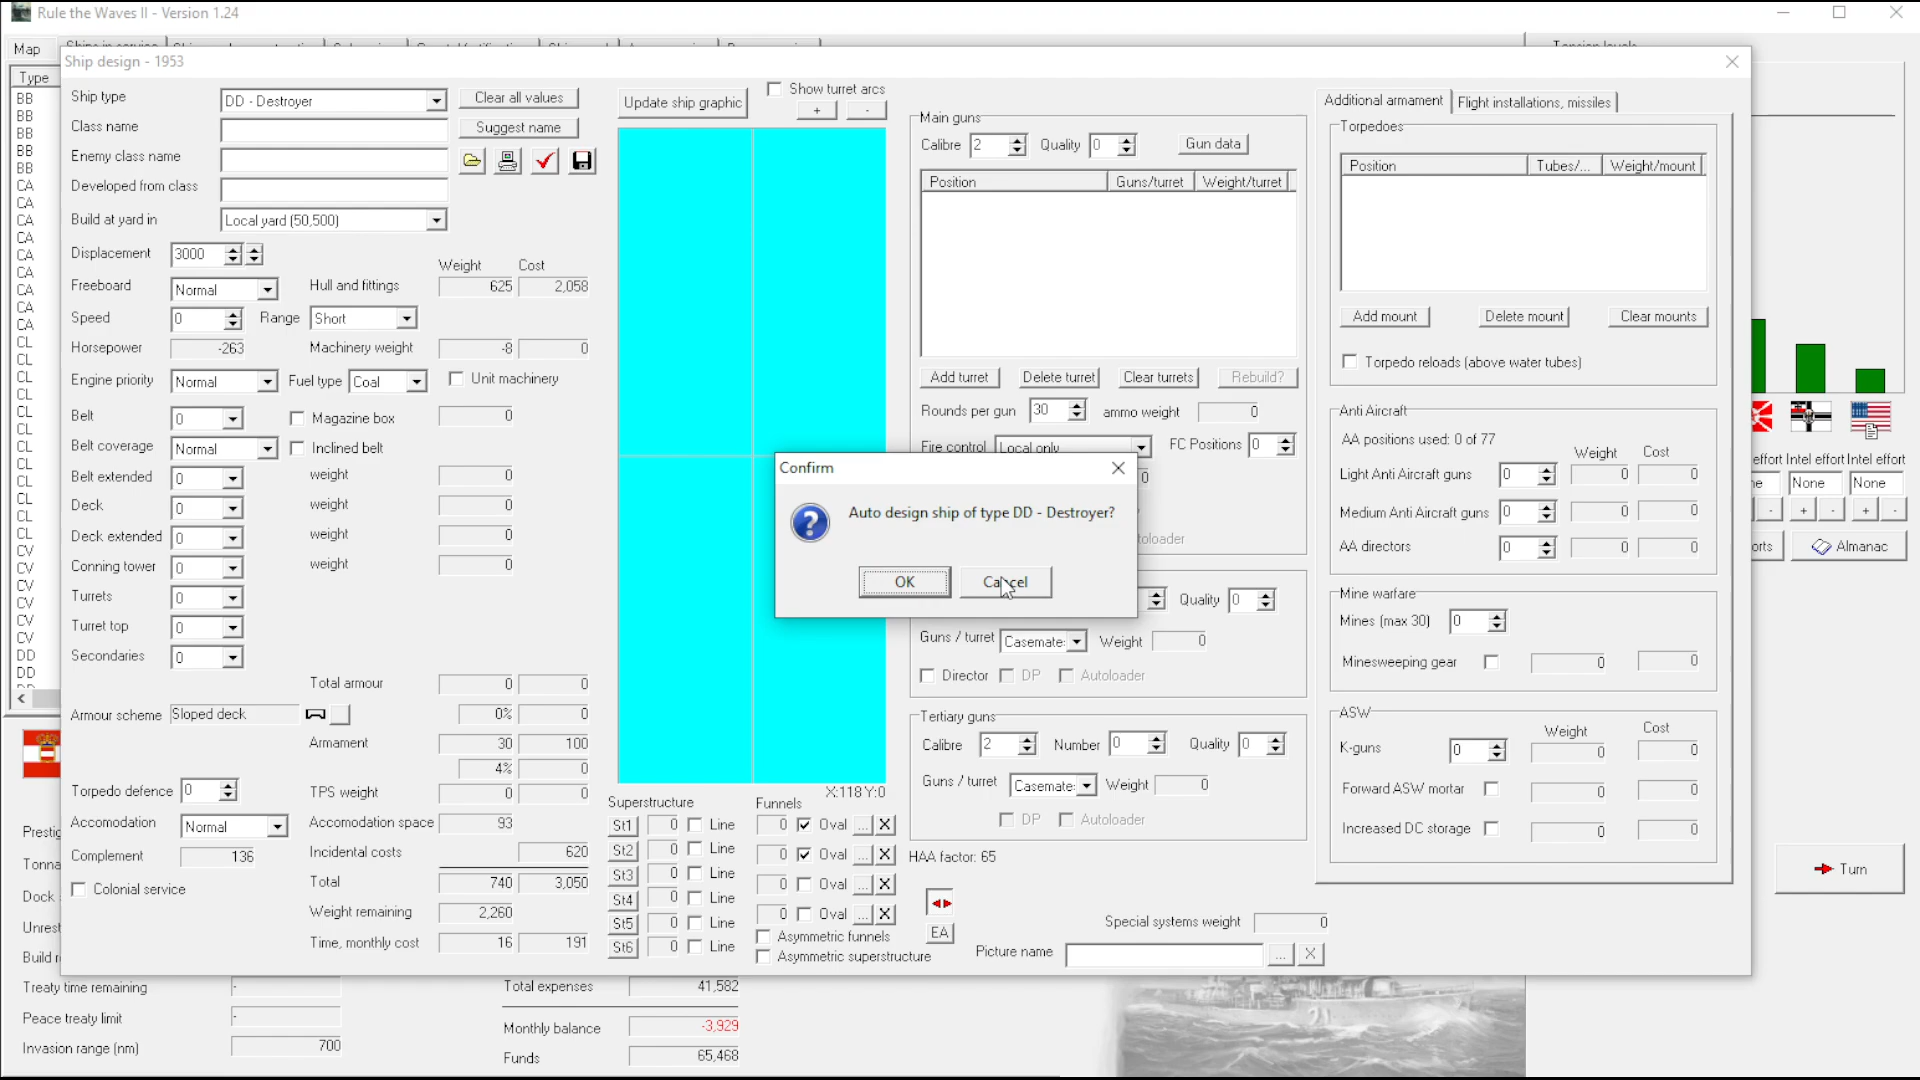 Rule the Waves II - Version 1.24
Map
Ship design - 1953
Type
BB
BB
BB
BB
BB
CA
CA
CA
CA
CA
CA
CA
CA
CA
CL
CL
CL
CL
CL
CL
CL
CL
CL
CL
CL
CL
CV
CV
CV
CV
CV
CV
DD
DD
Ship type DD - Destroyer Clear all values
Class name Suggest name
Enemy class name
Developed from class
Build at yard in Local yard (50,500)
Displacement 3000
Weight Cost
Freeboard Normal Hull and fittings 625 2,058
Speed 0 Range Short
Horsepower -263 Machinery weight -8 0
Engine priority Normal Fuel type Coal Unit machinery
Belt 0 Magazine box 0
Belt coverage Normal Inclined belt
Belt extended 0 weight 0
Deck 0 weight 0
Deck extended 0 weight 0
Conning tower 0 weight 0
Turrets 0
Turret top 0
Secondaries 0
Total armour 0 0
Armour scheme Sloped deck 0% 0
Armament 30 100
4% 0
Torpedo defence 0 TPS weight 0 0
Accomodation Normal Accomodation space 93
Complement 136 Incidental costs 620
Total 740 3,050
Colonial service
Weight remaining 2,260
Time, monthly cost 16 191
Update ship graphic Show turret arcs
+ -
X:118 Y:0
Superstructure Funnels
St1 0 Line 0 Oval ... X
St2 0 Line 0 Oval ... X
St3 0 Line 0 Oval ... X
St4 0 Line 0 Oval ... X
St5 0 Line Asymmetric funnels
St6 0 Line Asymmetric superstructure
Main guns
Calibre 2 Quality 0 Gun data
Position Guns/turret Weight/turret
Add turret Delete turret Clear turrets Rebuild?
Rounds per gun 30 ammo weight 0
Fire control Local only FC Positions 0
0
toloader
Confirm
Auto design ship of type DD - Destroyer?
OK Cancel
Quality 0
Guns / turret Casemate: Weight 0
Director DP Autoloader
Tertiary guns
Calibre 2 Number 0 Quality 0
Guns / turret Casemate: Weight 0
DP Autoloader
HAA factor: 65
EA
Special systems weight 0
Picture name ... X
Additional armament Flight installations, missiles
Torpedoes
Position Tubes/... Weight/mount
Add mount Delete mount Clear mounts
Torpedo reloads (above water tubes)
Anti Aircraft
AA positions used: 0 of 77
Weight Cost
Light Anti Aircraft guns 0 0 0
Medium Anti Aircraft guns 0 0 0
AA directors 0 0 0
Mine warfare
Mines (max 30) 0
Minesweeping gear 0 0
ASW
Weight Cost
K-guns 0 0 0
Forward ASW mortar 0 0
Increased DC storage 0 0
effort Intel effort Intel effort
ne None None
- + - + -
orts Almanac
Turn
Prestig
Tonna
Dock
Unrest
Build r
Treaty time remaining -
Peace treaty limit -
Invasion range (nm) 700
Total expenses 41,582
Monthly balance -3,929
Funds 65,468